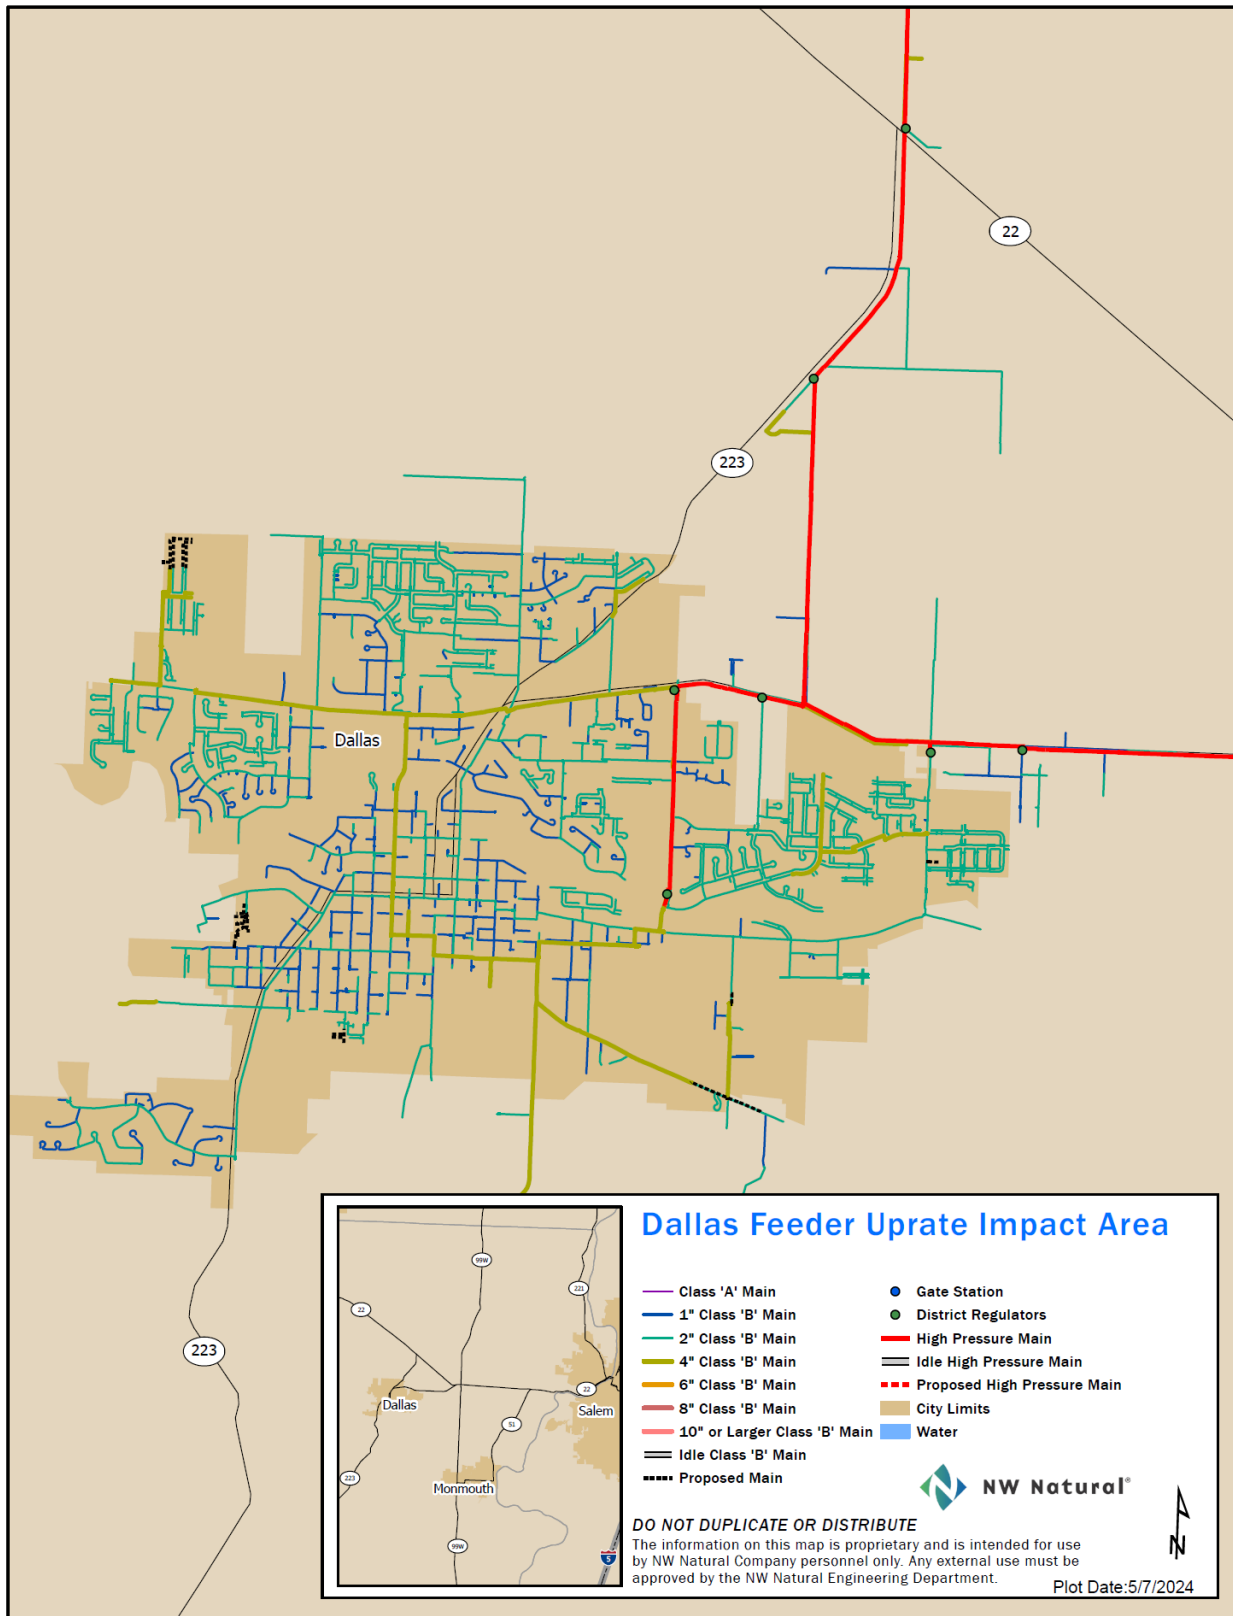 22
223
Dallas
223
Dallas Feeder Uprate Impact Area
Class 'A' Main
1" Class 'B' Main
2" Class 'B' Main
4" Class 'B' Main
6" Class 'B' Main
8" Class 'B' Main
10" or Larger Class 'B' Main
Idle Class 'B' Main
Proposed Main
Gate Station
District Regulators
High Pressure Main
Idle High Pressure Main
Proposed High Pressure Main
City Limits
Water
99W
221
22
22
Dallas
Salem
51
223
Monmouth
99W
5
NW Natural®
N
DO NOT DUPLICATE OR DISTRIBUTE
The information on this map is proprietary and is intended for use
by NW Natural Company personnel only. Any external use must be
approved by the NW Natural Engineering Department.
Plot Date:5/7/2024